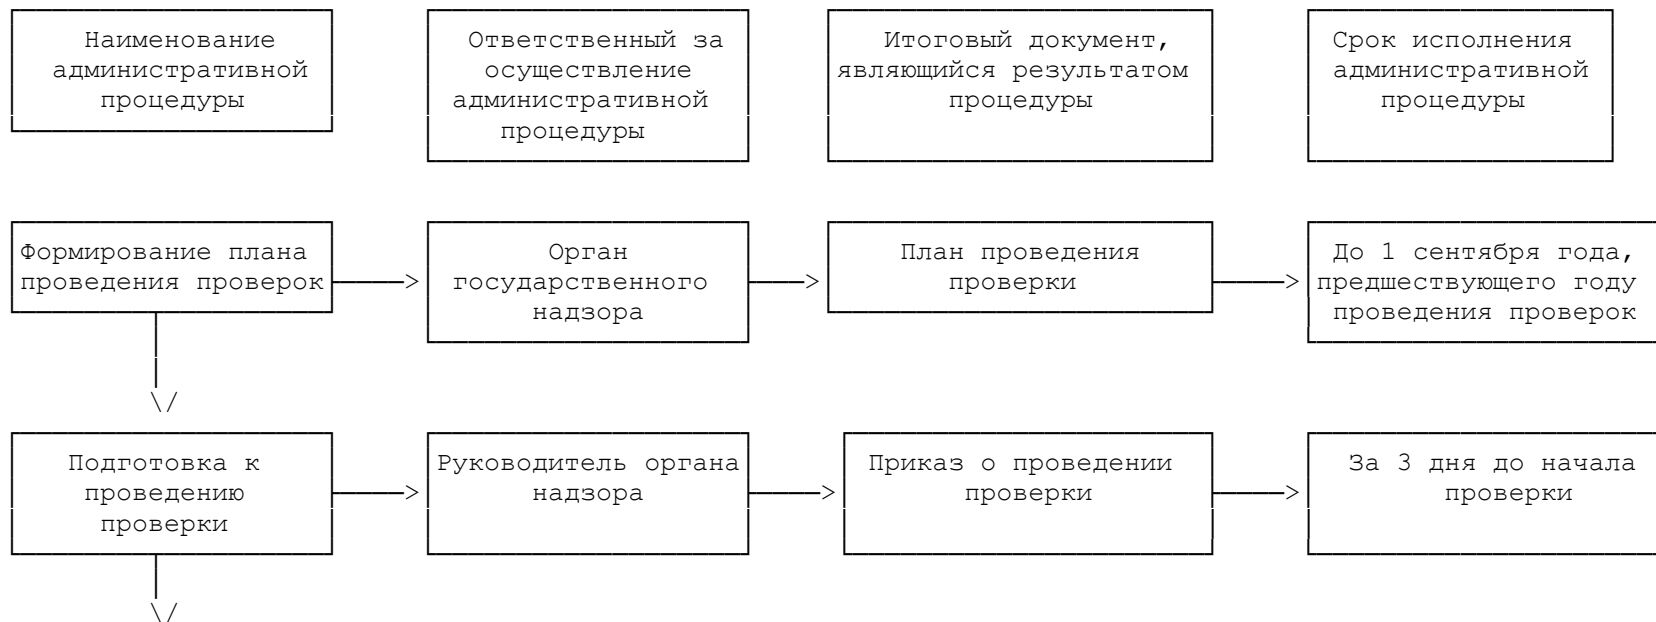 Наименование
административной
процедуры
Ответственный за
осуществление
административной
процедуры
Итоговый документ,
являющийся результатом
процедуры
Срок исполнения
административной
процедуры
Формирование плана
проведения проверок
Орган
государственного
надзора
План проведения
проверки
До 1 сентября года,
предшествующего году
проведения проверок
Подготовка к
проведению
проверки
Руководитель органа
надзора
Приказ о проведении
проверки
За 3 дня до начала
проверки